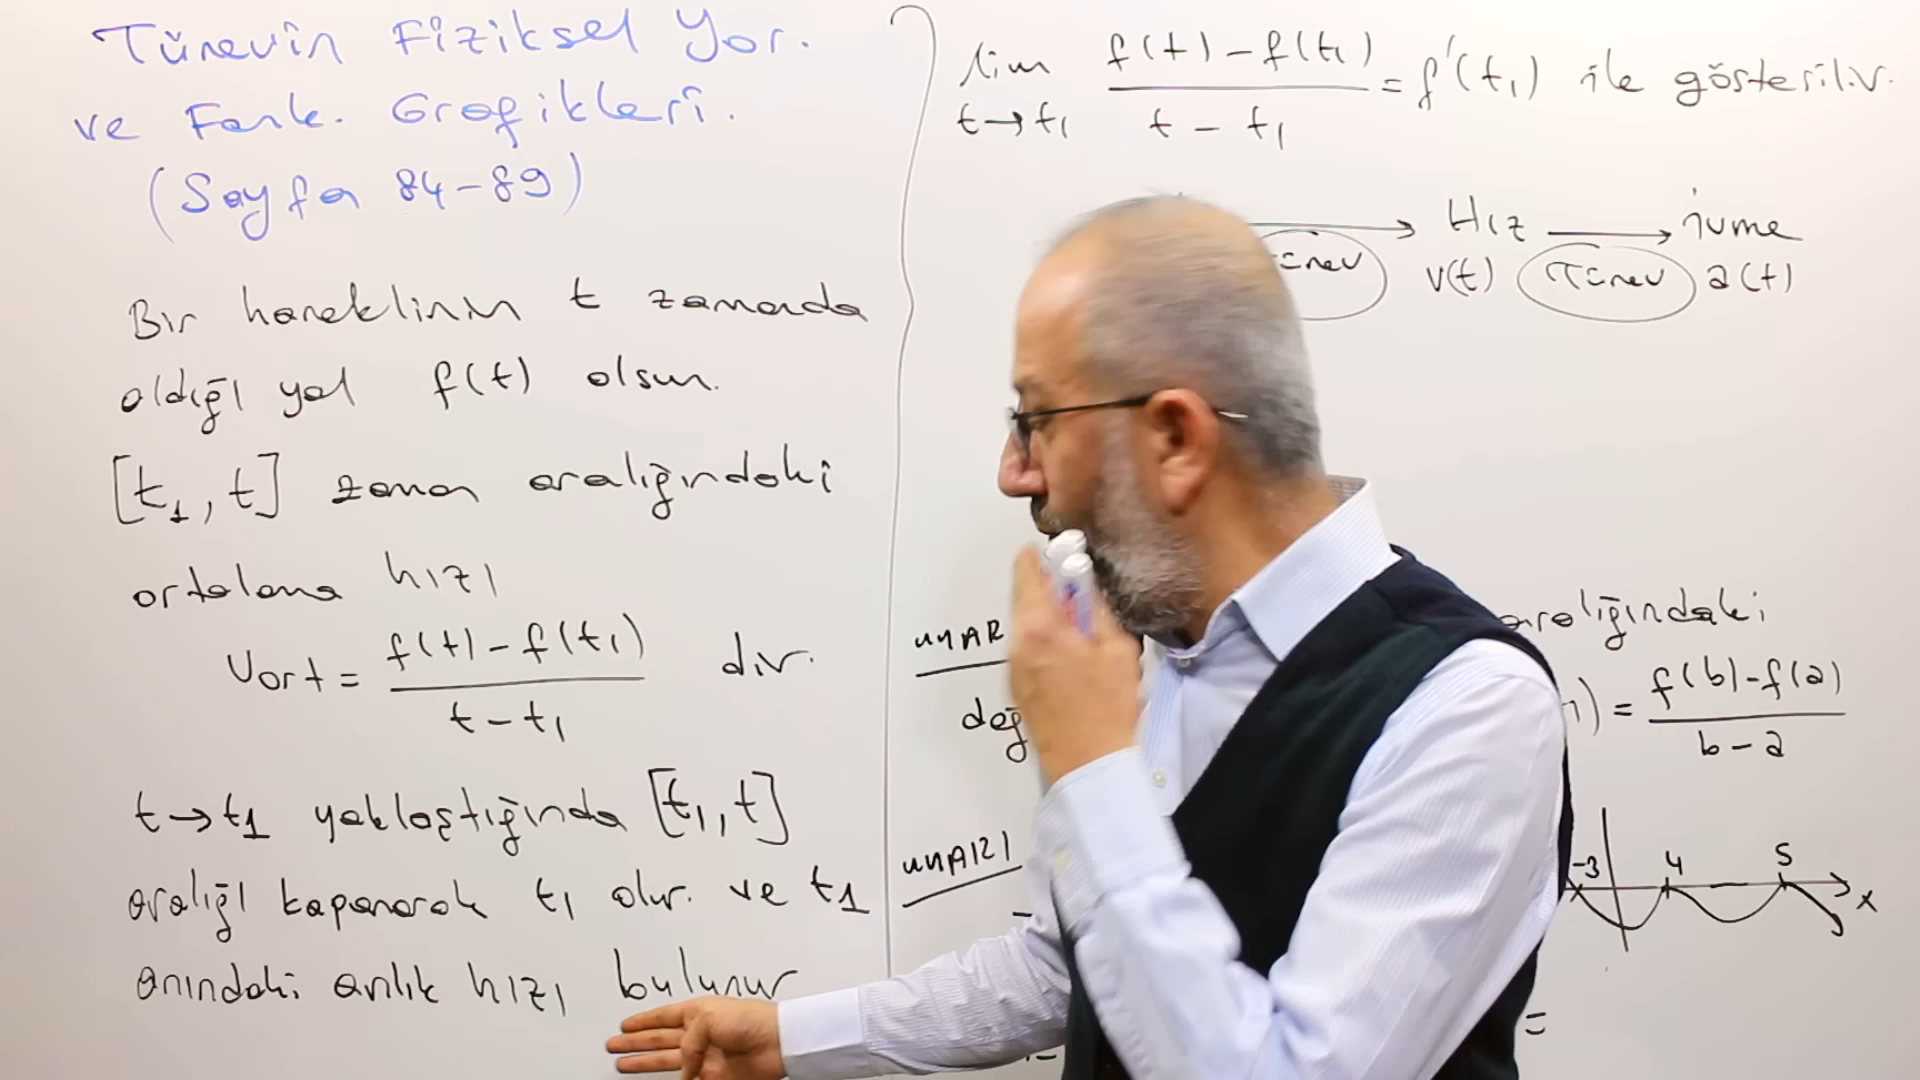 Türevin Fiziksel Yor.
ve Fonk. Grafikleri.
(Sayfa 84-89)
Bir hareklinin t zamanda
aldığı yol f(t) olsun.
[t₁, t] zaman aralığındaki
ortalama hızı
Vort = f(t) - f(t₁) / t - t₁ dir.
t → t₁ yaklaştığında [t₁, t]
aralığı kapanarak t₁ olur. ve t₁
anındaki anlık hızı bulunur
lim t→t₁ f(t) - f(t₁) / t - t₁ = f'(t₁) ile gösterilir.
Hız → ivme
v(t) Türev a(t)
aralığındaki
) = f(b) - f(a) / b - a
UYARI
-3 4 5 x
=